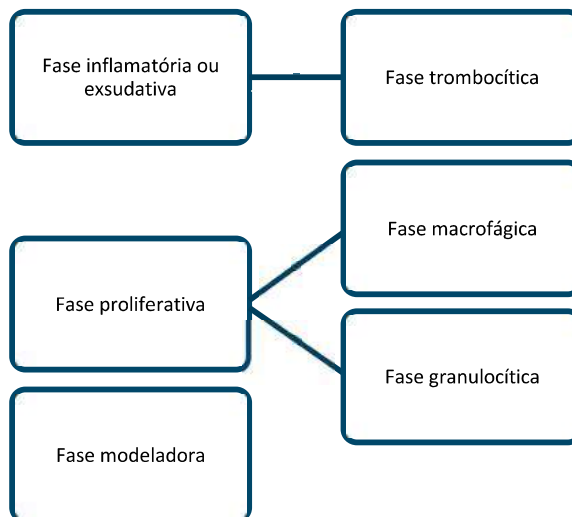 Fase inflamatória ou
exsudativa
Fase trombocítica
Fase macrofágica
Fase proliferativa
Fase granulocítica
Fase modeladora